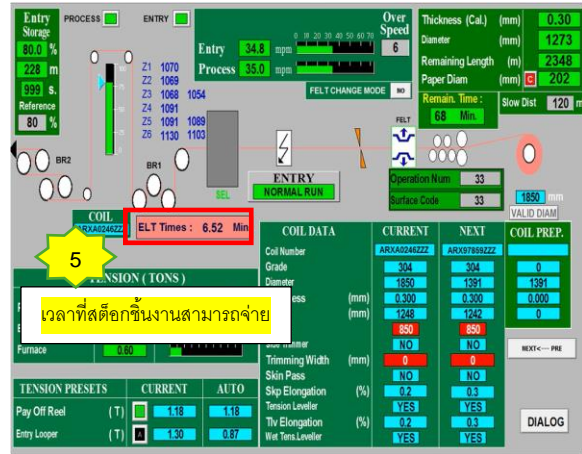 Entry
Storage
80.0 %
228 m
999 s.
Reference
80 %
PROCESS
ENTRY
Z1 1070
Z2 1069
Z3 1068 1054
Z4 1091
Z5 1091 1089
Z6 1130 1103
Entry 34.8 mpm
Process 35.0 mpm
0 10 20 30 40 50 60 70
Over
Speed
6
FELT CHANGE MODE NO
Thickness (Cal.) (mm) 0.30
Diameter (mm) 1273
Remaining Length (m) 2348
Paper Diam (mm) C 202
Remain. Time :
68 Min.
Slow Dist 120 m
BR2
BR1
SEL
FELT
ENTRY
NORMAL RUN
Operation Num 33
Surface Code 33
1850 mm
VALID DIAM
COIL
ARXA0246ZZZ
ELT Times : 6.52 Min
5
เวลาที่สต็อกชิ้นงานสามารถจ่าย
TENSION ( TONS )
Furnace 0.60
TENSION PRESETS CURRENT AUTO
Pay Off Reel ( T ) 1.18 1.18
Entry Looper ( T ) A 1.30 0.87
COIL DATA CURRENT NEXT COIL PREP.
Coil Number ARXA0246ZZZ ARX97859ZZZ
Grade 304 304 0
Diameter 1850 1391 1391
ess (mm) 0.300 0.300 0.000
(mm) 1248 1242 0
850 850
Side Trimmer NO NO
Trimming Width (mm) 0 0
Skin Pass NO NO
Skp Elongation (%) 0.2 0.3
Tension Leveller YES YES
Tlv Elongation (%) 0.2 0.3
Wet Tens.Leveller YES YES
NEXT<--- PRE
DIALOG